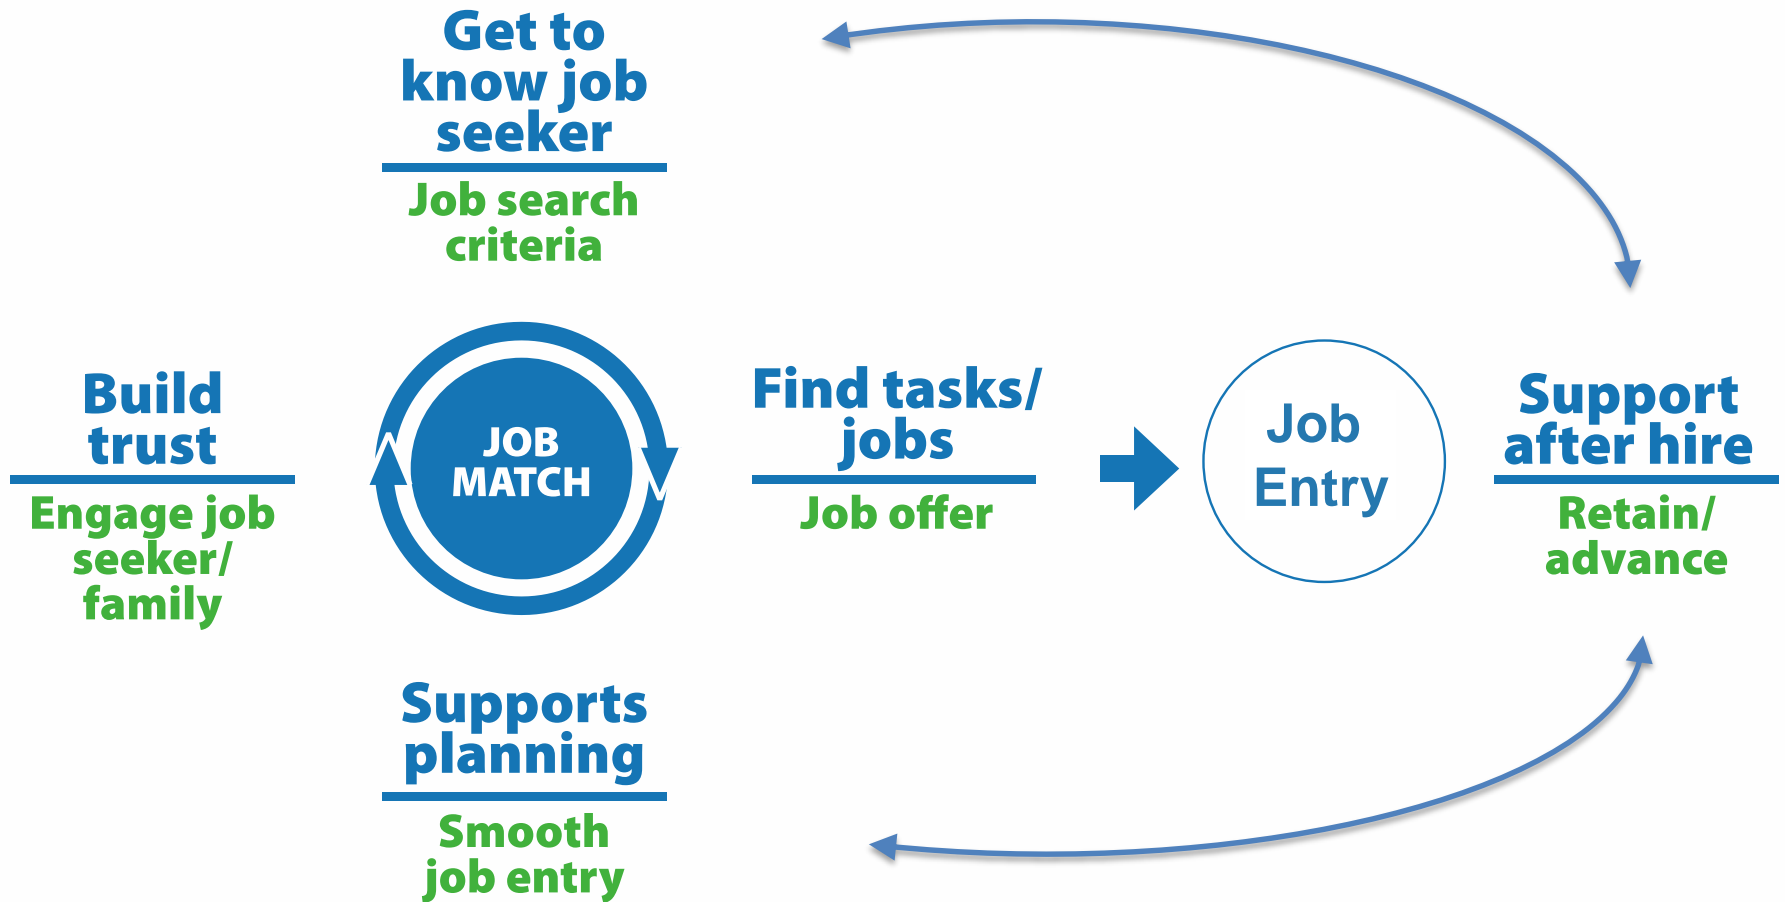 Get to
know job
seeker
Job search
criteria
Build
trust
Engage job
seeker/
family
JOB
MATCH
Find tasks/
jobs
Job offer
Job
Entry
Support
after hire
Retain/
advance
Supports
planning
Smooth
job entry